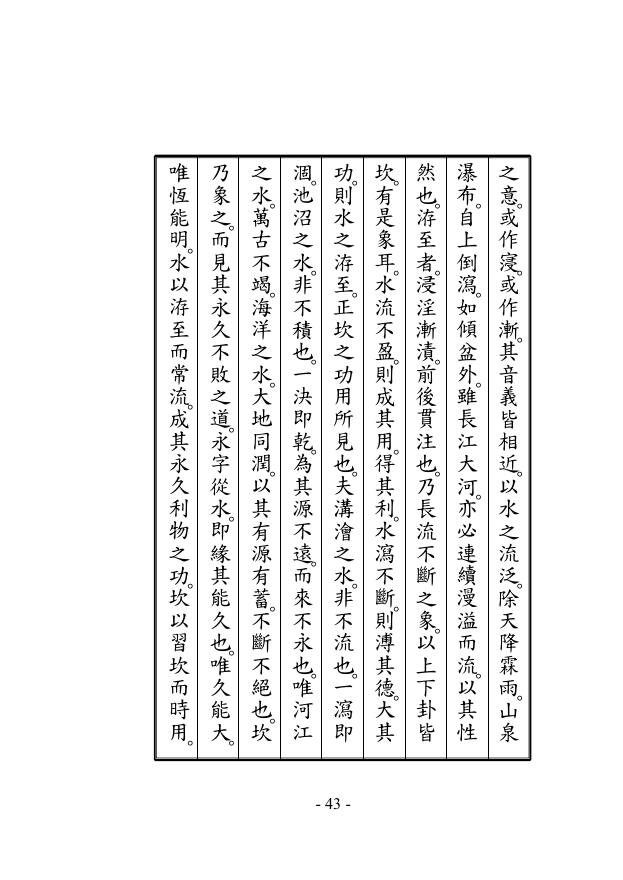 之意。或作寖。或作漸。其音義皆相近。以水之流泛。除天降霖雨。山泉
瀑布。自上倒瀉。如傾盆外。雖長江大河。亦必連續漫溢而流。以其性
然也。洊至者。浸淫漸漬。前後貫注也。乃長流不斷之象。以上下卦皆
坎。有是象耳。水流不盈。則成其用。得其利。水瀉不斷。則溥其德。大其
功。則水之洊至。正坎之功用所見也。夫溝澮之水。非不流也。一瀉即
涸。池沼之水。非不積也。一決即乾。為其源不遠。而來不永也。唯河江
之水。萬古不竭。海洋之水。大地同潤。以其有源有蓄。不斷不絕也。坎
乃象之。而見其永久不敗之道。永字從水。即緣其能久也。唯久能大。
唯恆能明。水以洊至而常流。成其永久利物之功。坎以習坎而時用。
- 43 -